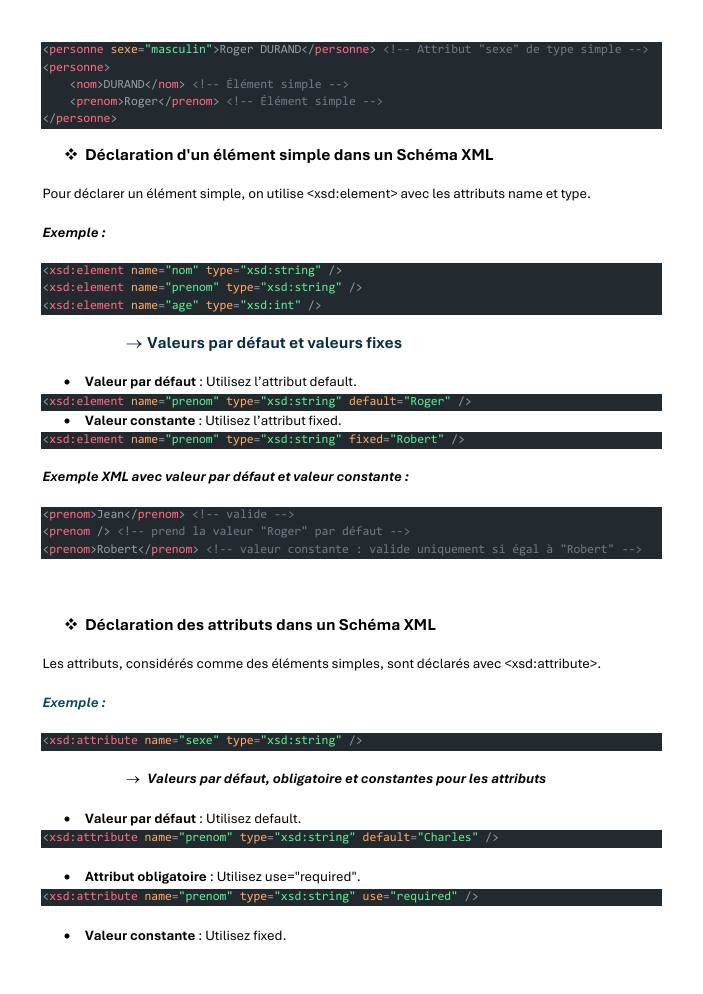 <personne sexe="masculin">Roger DURAND</personne> <!-- Attribut "sexe" de type simple -->
<personne>
    <nom>DURAND</nom> <!-- Élément simple -->
    <prenom>Roger</prenom> <!-- Élément simple -->
</personne>
❖ Déclaration d'un élément simple dans un Schéma XML
Pour déclarer un élément simple, on utilise <xsd:element> avec les attributs name et type.
Exemple :
<xsd:element name="nom" type="xsd:string" />
<xsd:element name="prenom" type="xsd:string" />
<xsd:element name="age" type="xsd:int" />
→ Valeurs par défaut et valeurs fixes
• Valeur par défaut : Utilisez l’attribut default.
<xsd:element name="prenom" type="xsd:string" default="Roger" />
• Valeur constante : Utilisez l’attribut fixed.
<xsd:element name="prenom" type="xsd:string" fixed="Robert" />
Exemple XML avec valeur par défaut et valeur constante :
<prenom>Jean</prenom> <!-- valide -->
<prenom /> <!-- prend la valeur "Roger" par défaut -->
<prenom>Robert</prenom> <!-- valeur constante : valide uniquement si égal à "Robert" -->
❖ Déclaration des attributs dans un Schéma XML
Les attributs, considérés comme des éléments simples, sont déclarés avec <xsd:attribute>.
Exemple :
<xsd:attribute name="sexe" type="xsd:string" />
→ Valeurs par défaut, obligatoire et constantes pour les attributs
• Valeur par défaut : Utilisez default.
<xsd:attribute name="prenom" type="xsd:string" default="Charles" />
• Attribut obligatoire : Utilisez use="required".
<xsd:attribute name="prenom" type="xsd:string" use="required" />
• Valeur constante : Utilisez fixed.